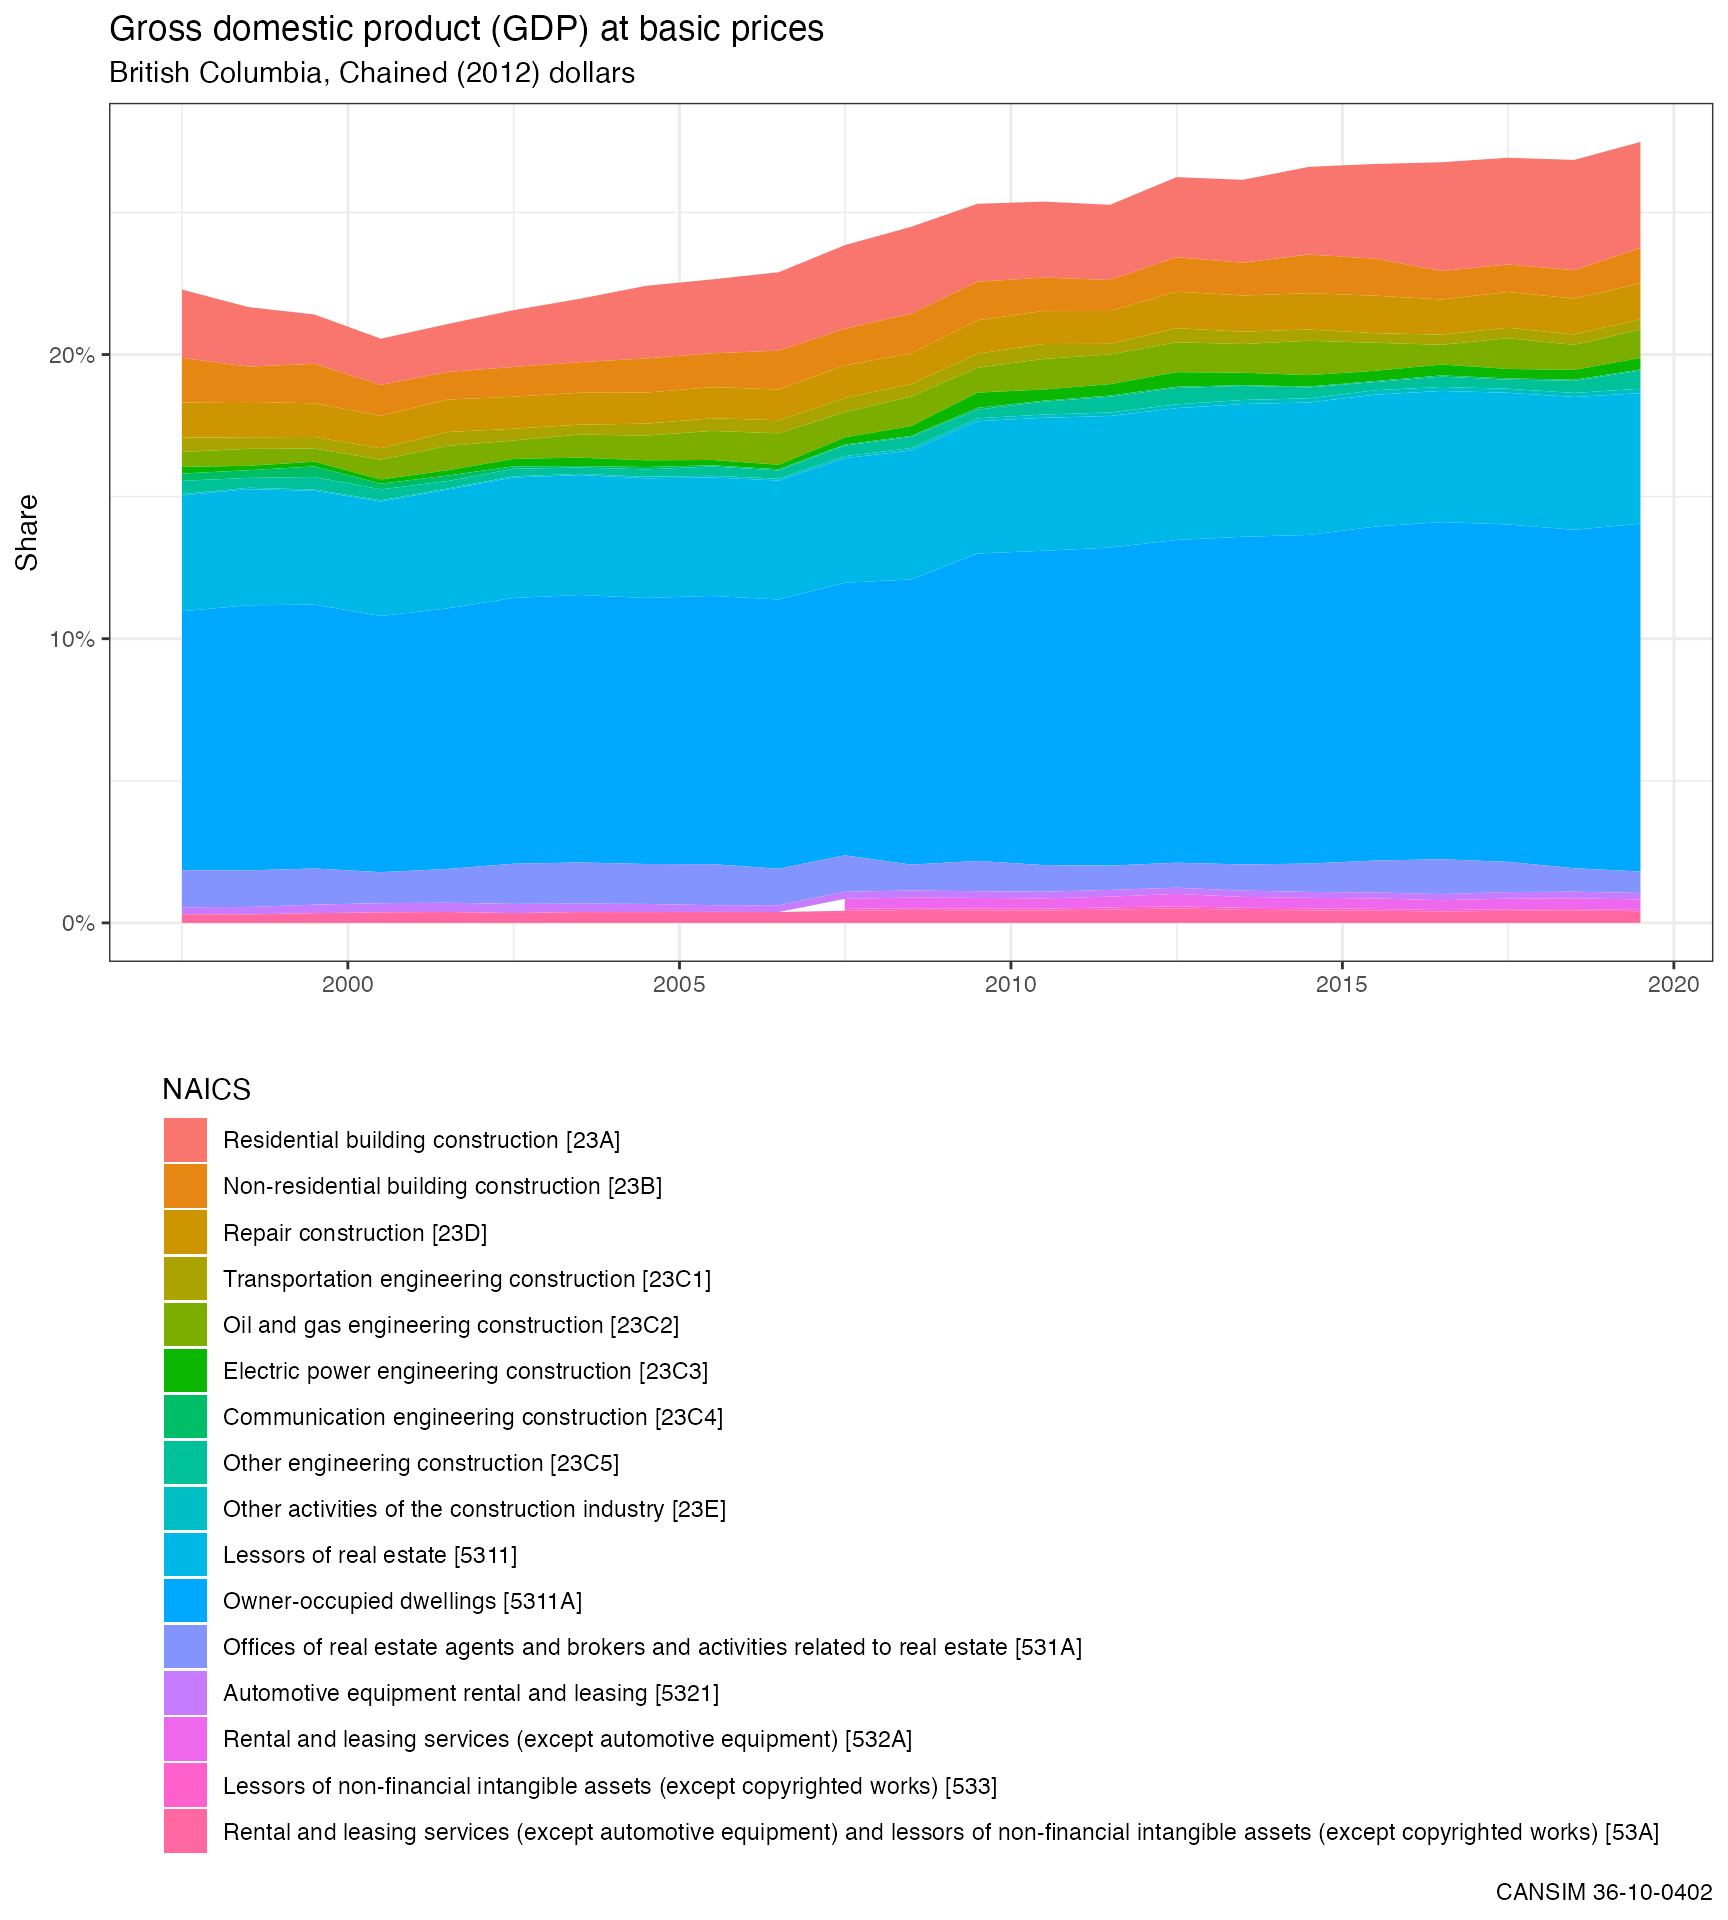 Gross domestic product (GDP) at basic prices
British Columbia, Chained (2012) dollars
Share
20%
10%
0%
2000
2005
2010
2015
2020
NAICS
Residential building construction [23A]
Non-residential building construction [23B]
Repair construction [23D]
Transportation engineering construction [23C1]
Oil and gas engineering construction [23C2]
Electric power engineering construction [23C3]
Communication engineering construction [23C4]
Other engineering construction [23C5]
Other activities of the construction industry [23E]
Lessors of real estate [5311]
Owner-occupied dwellings [5311A]
Offices of real estate agents and brokers and activities related to real estate [531A]
Automotive equipment rental and leasing [5321]
Rental and leasing services (except automotive equipment) [532A]
Lessors of non-financial intangible assets (except copyrighted works) [533]
Rental and leasing services (except automotive equipment) and lessors of non-financial intangible assets (except copyrighted works) [53A]
CANSIM 36-10-0402